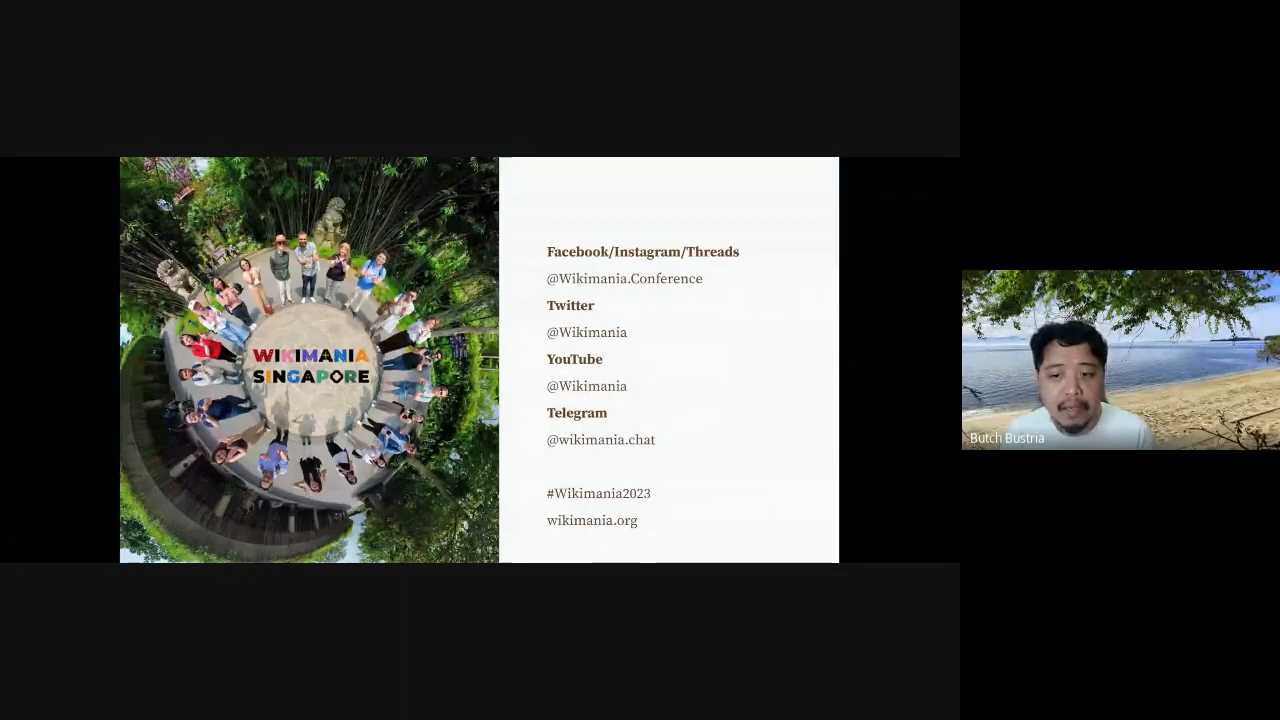 WIKIMANIA
SINGAPORE
Facebook/Instagram/Threads
@Wikimania.Conference
Twitter
@Wikimania
YouTube
@Wikimania
Telegram
@wikimania.chat
#Wikimania2023
wikimania.org
Butch Bustria